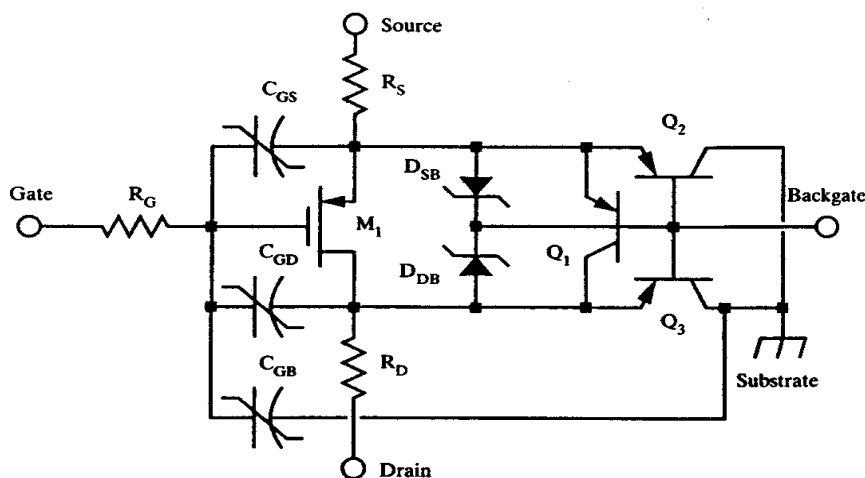 Source
R_S
C_GS
Q_2
D_SB
Gate
R_G
Backgate
M_1
Q_1
C_GD
D_DB
Q_3
C_GB
R_D
Substrate
Drain